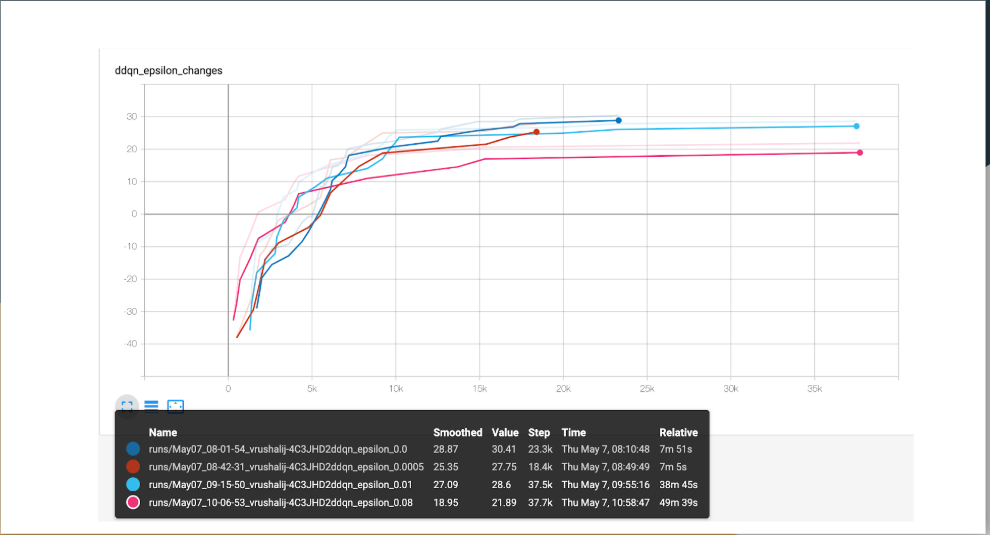 ddqn_epsilon_changes
30
20
10
0
-10
-20
-30
-40
0 5k 10k 15k 20k 25k 30k 35k
Name Smoothed Value Step Time Relative
runs/May07_08-01-54_vrushalij-4C3JHD2ddqn_epsilon_0.0 28.87 30.41 23.3k Thu May 7, 08:10:48 7m 51s
runs/May07_08-42-31_vrushalij-4C3JHD2ddqn_epsilon_0.0005 25.35 27.75 18.4k Thu May 7, 08:49:49 7m 5s
runs/May07_09-15-50_vrushalij-4C3JHD2ddqn_epsilon_0.01 27.09 28.6 37.5k Thu May 7, 09:55:16 38m 45s
runs/May07_10-06-53_vrushalij-4C3JHD2ddqn_epsilon_0.08 18.95 21.89 37.7k Thu May 7, 10:58:47 49m 39s